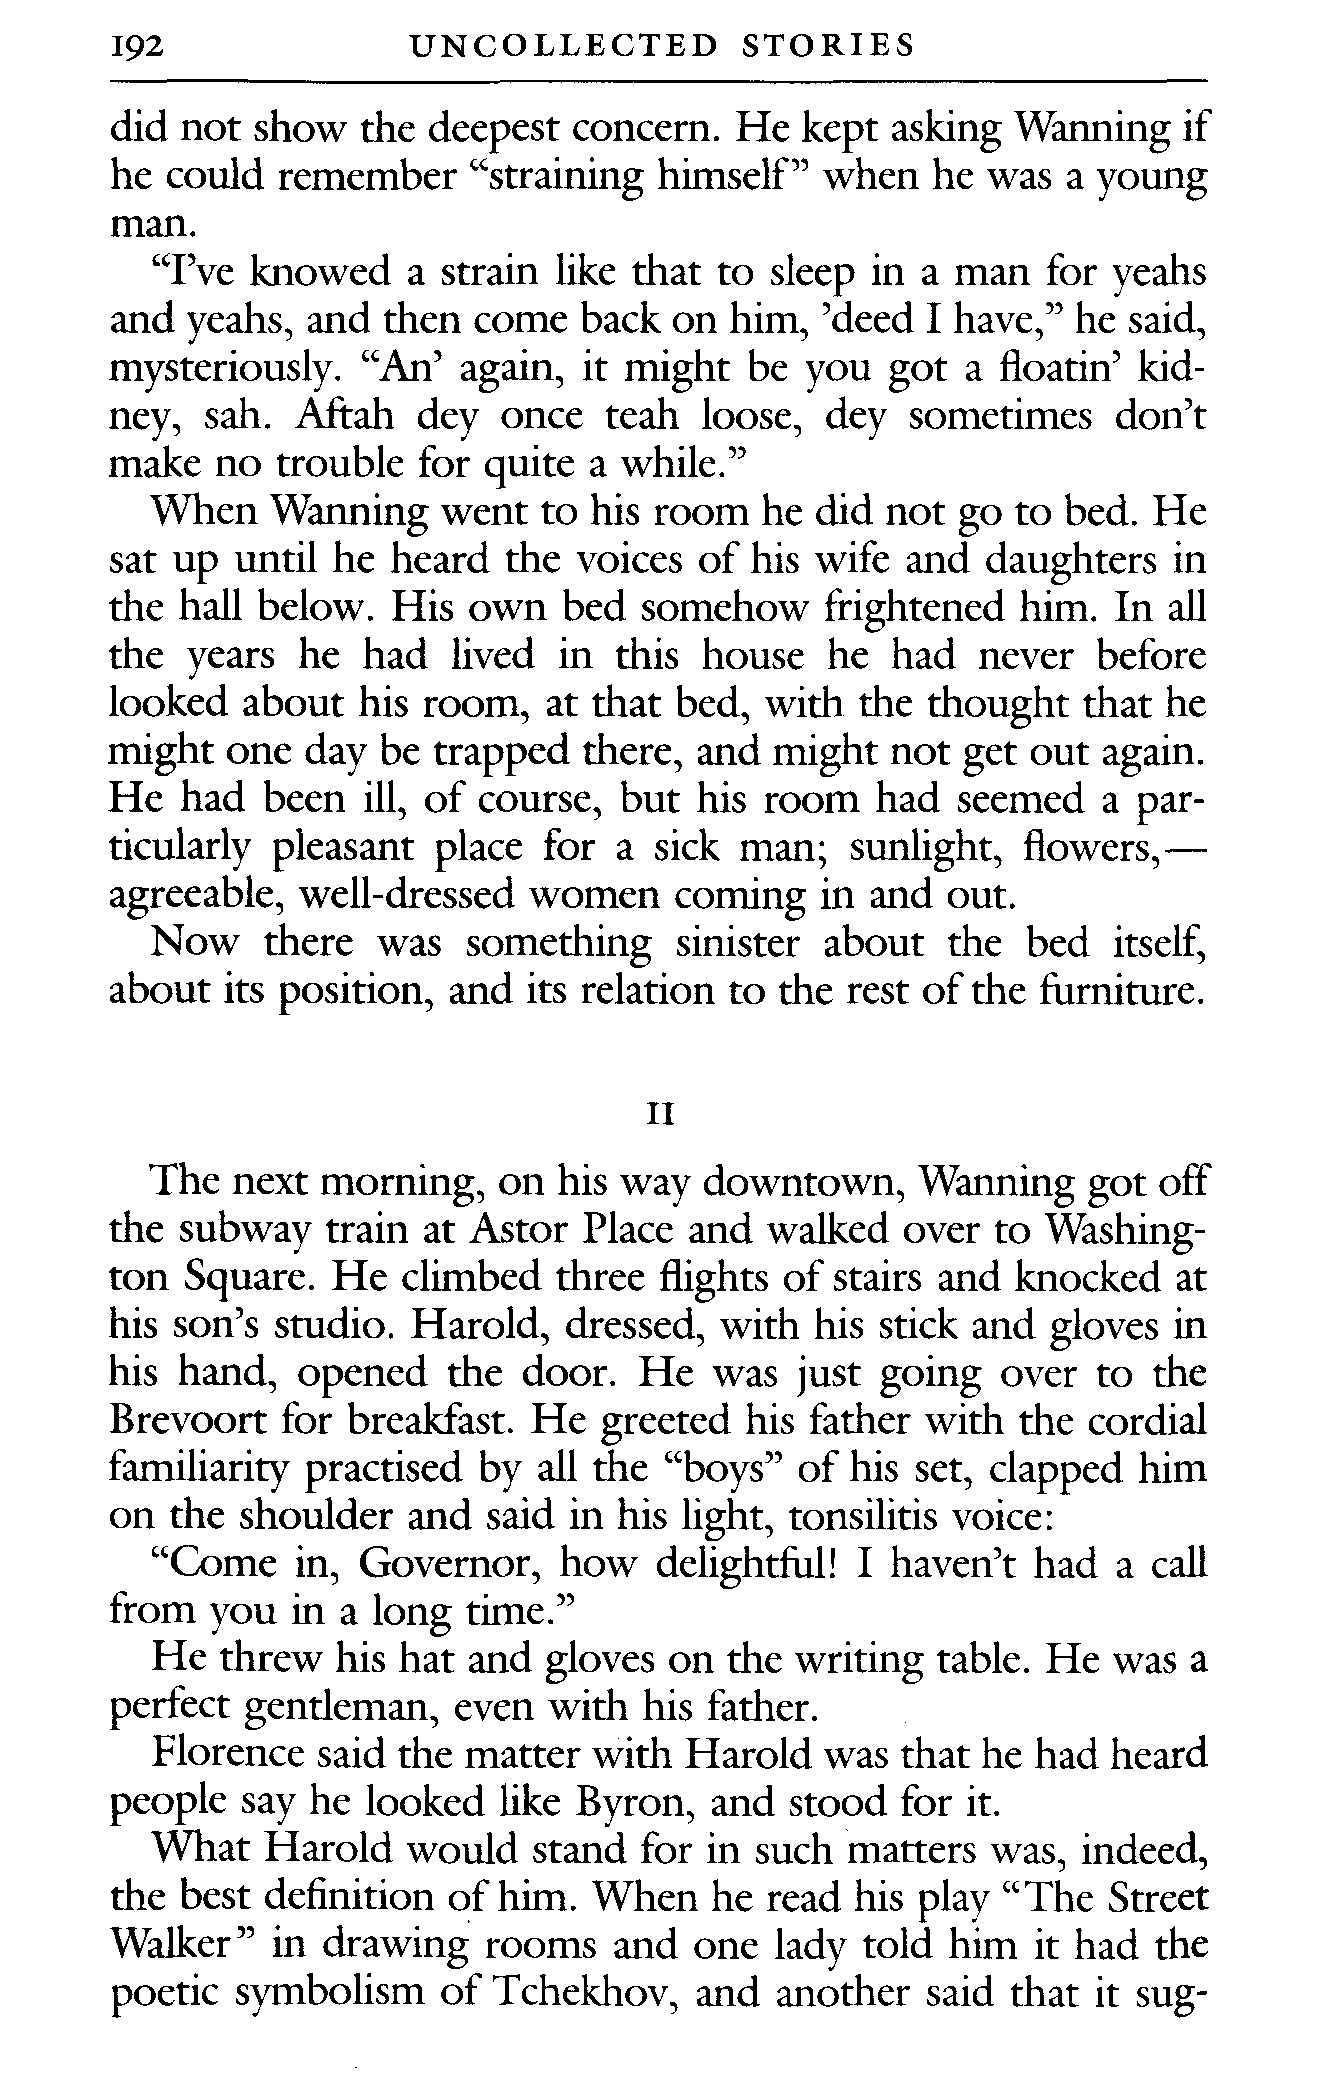 192 UNCOLLECTED STORIES
did not show the deepest concern. He kept asking Wanning if
he could remember “straining himself” when he was a young
man.
“I’ve knowed a strain like that to sleep in a man for yeahs
and yeahs, and then come back on him, ’deed I have,” he said,
mysteriously. “An’ again, it might be you got a floatin’ kid-
ney, sah. Aftah dey once teah loose, dey sometimes don’t
make no trouble for quite a while.”
When Wanning went to his room he did not go to bed. He
sat up until he heard the voices of his wife and daughters in
the hall below. His own bed somehow frightened him. In all
the years he had lived in this house he had never before
looked about his room, at that bed, with the thought that he
might one day be trapped there, and might not get out again.
He had been ill, of course, but his room had seemed a par-
ticularly pleasant place for a sick man; sunlight, flowers,—
agreeable, well-dressed women coming in and out.
Now there was something sinister about the bed itself,
about its position, and its relation to the rest of the furniture.
II
The next morning, on his way downtown, Wanning got off
the subway train at Astor Place and walked over to Washing-
ton Square. He climbed three flights of stairs and knocked at
his son’s studio. Harold, dressed, with his stick and gloves in
his hand, opened the door. He was just going over to the
Brevoort for breakfast. He greeted his father with the cordial
familiarity practised by all the “boys” of his set, clapped him
on the shoulder and said in his light, tonsilitis voice:
“Come in, Governor, how delightful! I haven’t had a call
from you in a long time.”
He threw his hat and gloves on the writing table. He was a
perfect gentleman, even with his father.
Florence said the matter with Harold was that he had heard
people say he looked like Byron, and stood for it.
What Harold would stand for in such matters was, indeed,
the best definition of him. When he read his play “The Street
Walker” in drawing rooms and one lady told him it had the
poetic symbolism of Tchekhov, and another said that it sug-